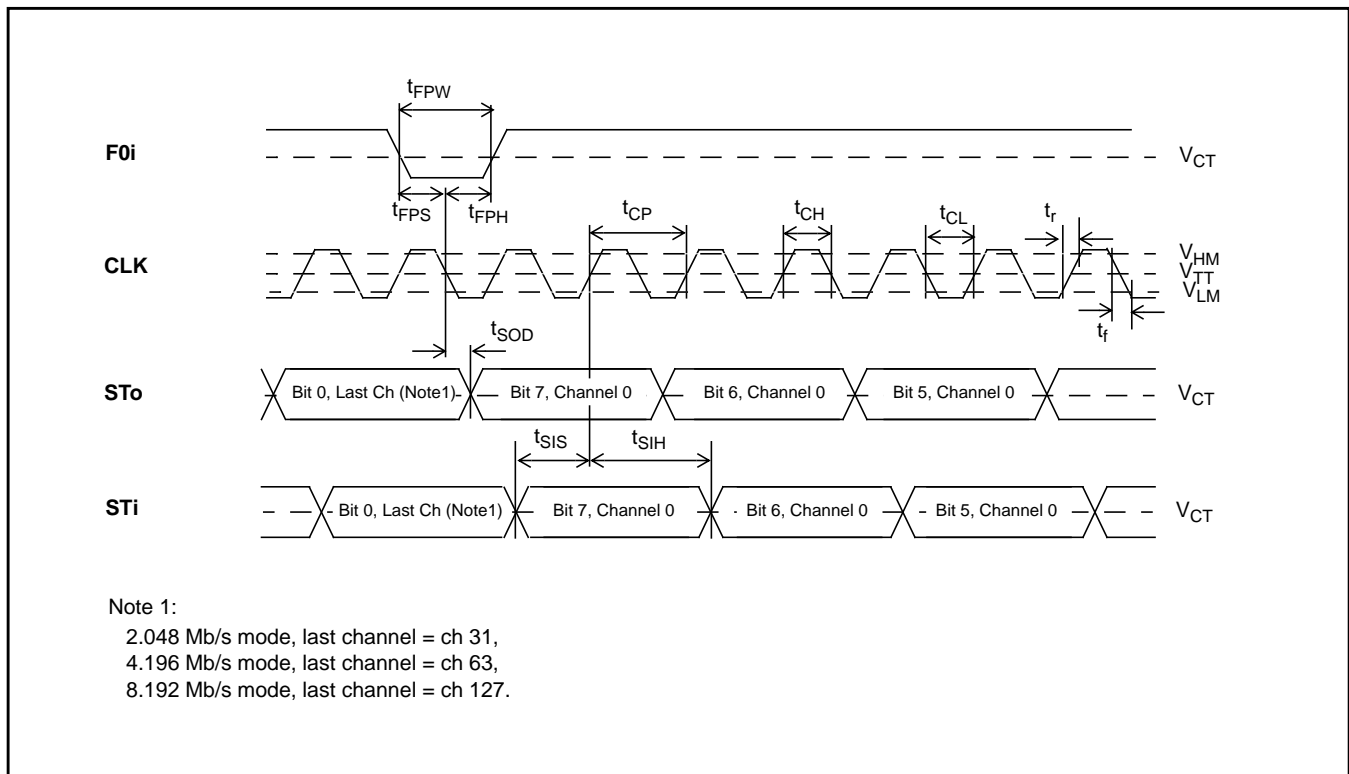 tFPW
F0i
VCT
tFPS
tFPH
tCP
tCH
tCL
tr
CLK
VHM
VTT
VLM
tSOD
tf
STo
Bit 0, Last Ch (Note1)
Bit 7, Channel 0
Bit 6, Channel 0
Bit 5, Channel 0
VCT
tSIS
tSIH
STi
Bit 0, Last Ch (Note1)
Bit 7, Channel 0
Bit 6, Channel 0
Bit 5, Channel 0
VCT
Note 1:
2.048 Mb/s mode, last channel = ch 31,
4.196 Mb/s mode, last channel = ch 63,
8.192 Mb/s mode, last channel = ch 127.